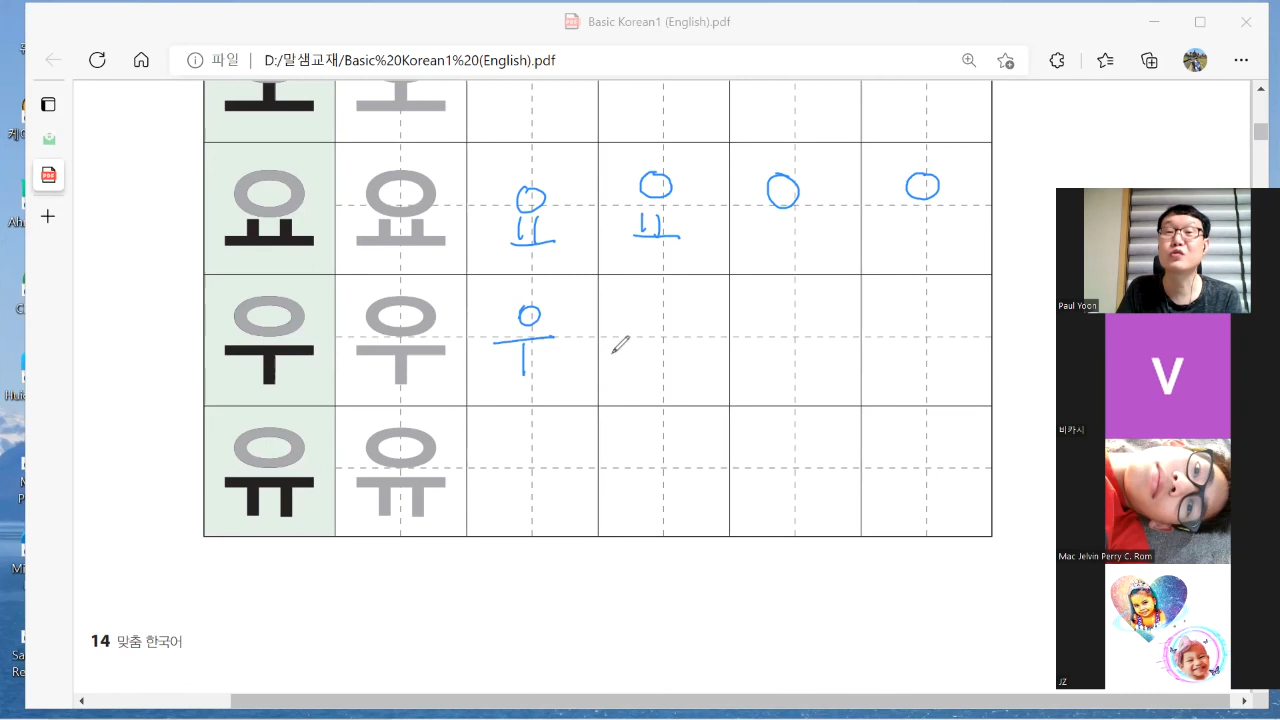 Basic Korean1 (English).pdf
파일 D:/말샘교재/Basic%20Korean1%20(English).pdf
요 요 요 요 ㅇ ㅇ
우 우 우
유 유
14 맞춤 한국어
Paul Yoon
V
비카시
Mac Jelvin Perry C. Rom
JZ